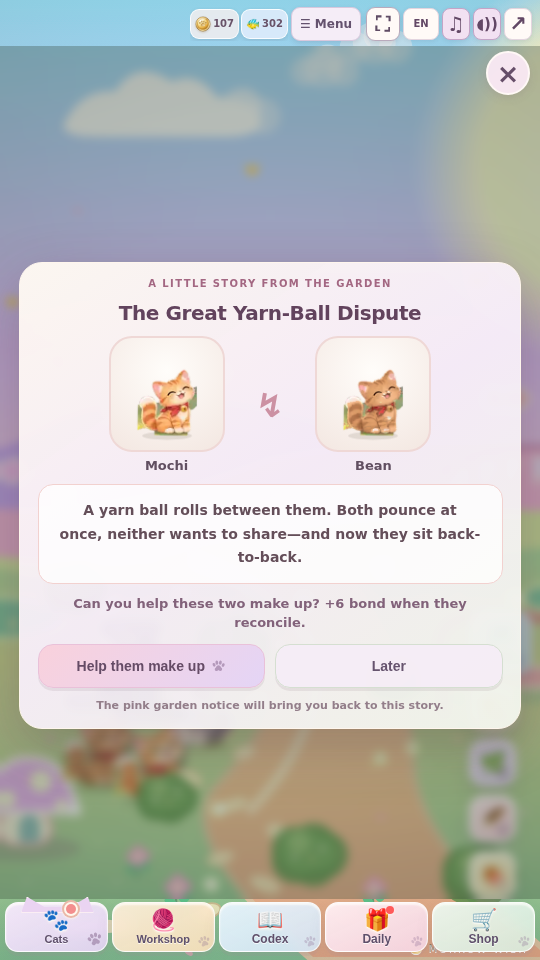 107
302
☰ Menu
EN
A LITTLE STORY FROM THE GARDEN
The Great Yarn-Ball Dispute
Mochi
Bean
A yarn ball rolls between them. Both pounce at
once, neither wants to share—and now they sit back-
to-back.
Can you help these two make up? +6 bond when they
reconcile.
Help them make up
Later
The pink garden notice will bring you back to this story.
Cats
Workshop
Codex
Daily
Shop